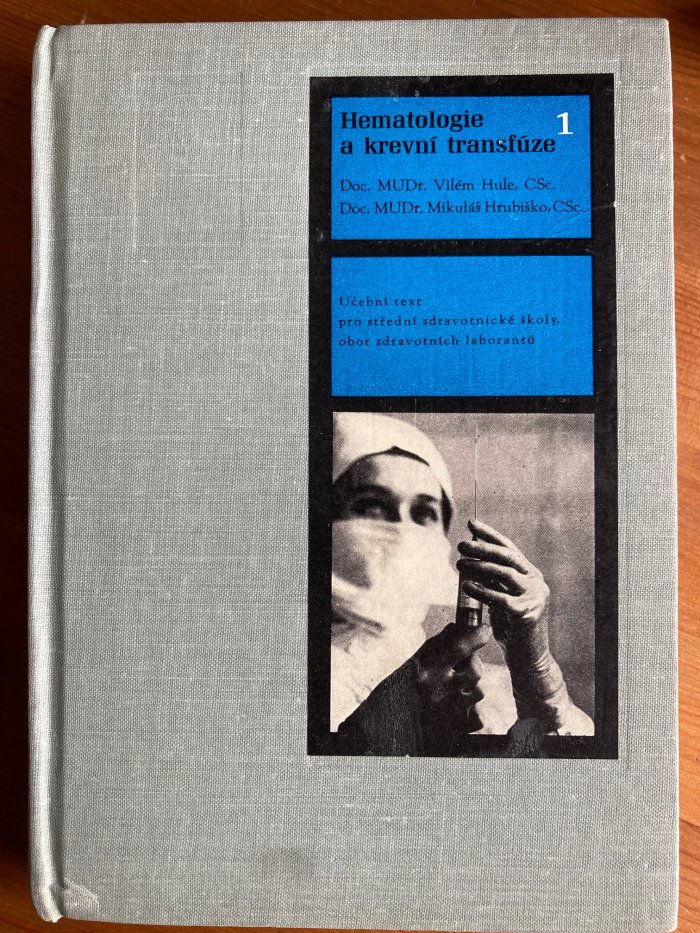 Hematologie 1
a krevní transfúze
Doc. MUDr. Vilém Hule, CSc.
Doc. MUDr. Mikuláš Hrubiško, CSc.
Učební text
pro střední zdravotnické školy,
obor zdravotních laborantů